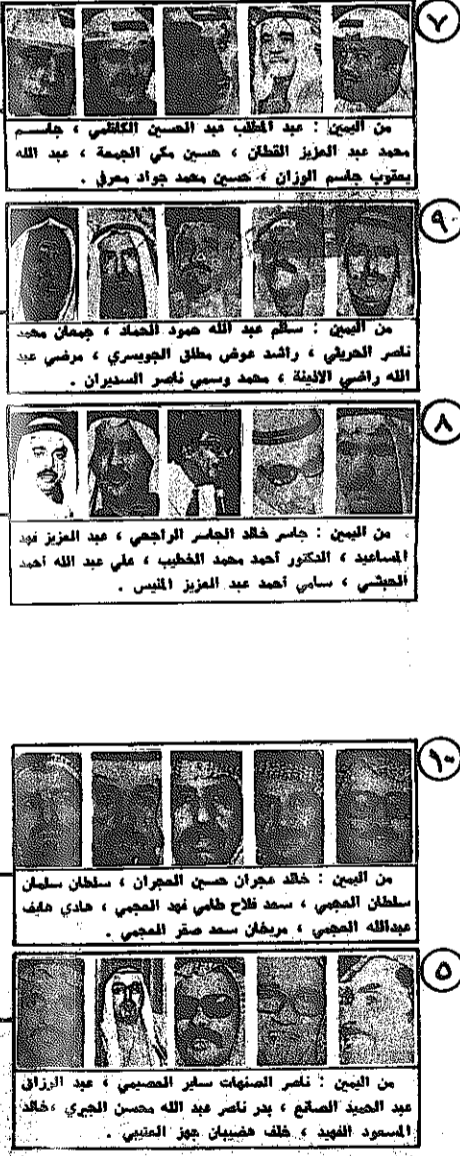 ٧
من اليمين : عبد المطلب عبد الحسين الكاظمي ، جاسم
محمد عبد العزيز القطان ، حسين مكي الجمعة ، عبد الله
يعقوب جاسم الوزان ، حسين محمد جواد معرفي .
٩
من اليمين : سالم عبد الله حمود الحماد ، جمعان محمد
ناصر الحريتي ، راشد عوض مطلق الجويسري ، مرضي عبد
الله راضي الاذينة ، محمد وسمي ناصر السديران .
٨
من اليمين : جاسر خالد الجاسر الراجحي ، عبد العزيز فهد
المساعيد ، الدكتور أحمد محمد الخطيب ، علي عبد الله أحمد
الحبشي ، سامي أحمد عبد العزيز المنيس .
١٠
من اليمين : خالد عجران حسين العجران ، سلطان سلمان
سلطان العجمي ، سعد فلاح طامي فهد العجمي ، هادي هايف
عبدالله العجمي ، مريخان سعد صقر العجمي .
٥
من اليمين : ناصر الصنهات ساير العصيمي ، عبد الرزاق
عبد الحميد الصانع ، بدر ناصر عبد الله محسن الجبري ، خالد
المسعود الفهيد ، خلف هضيبان جهز العتيبي .